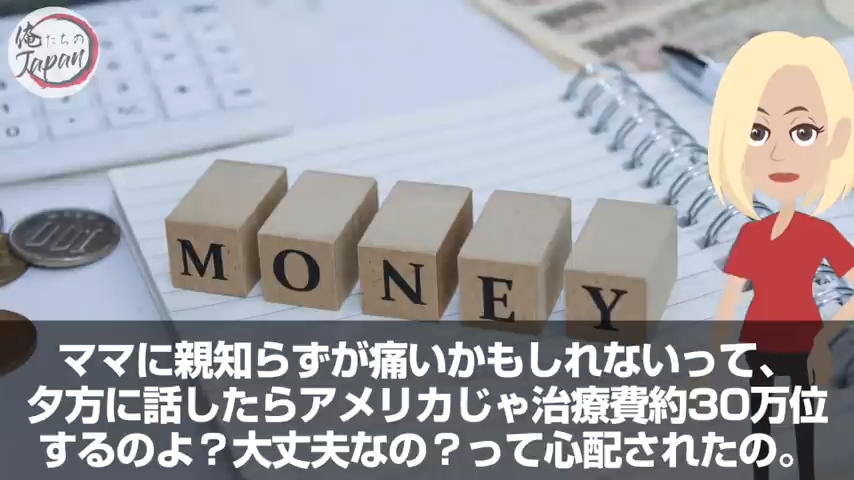 俺たちの
Japan
MONEY
ママに親知らずが痛いかもしれないって、
夕方に話したらアメリカじゃ治療費約30万位
するのよ？大丈夫なの？って心配されたの。